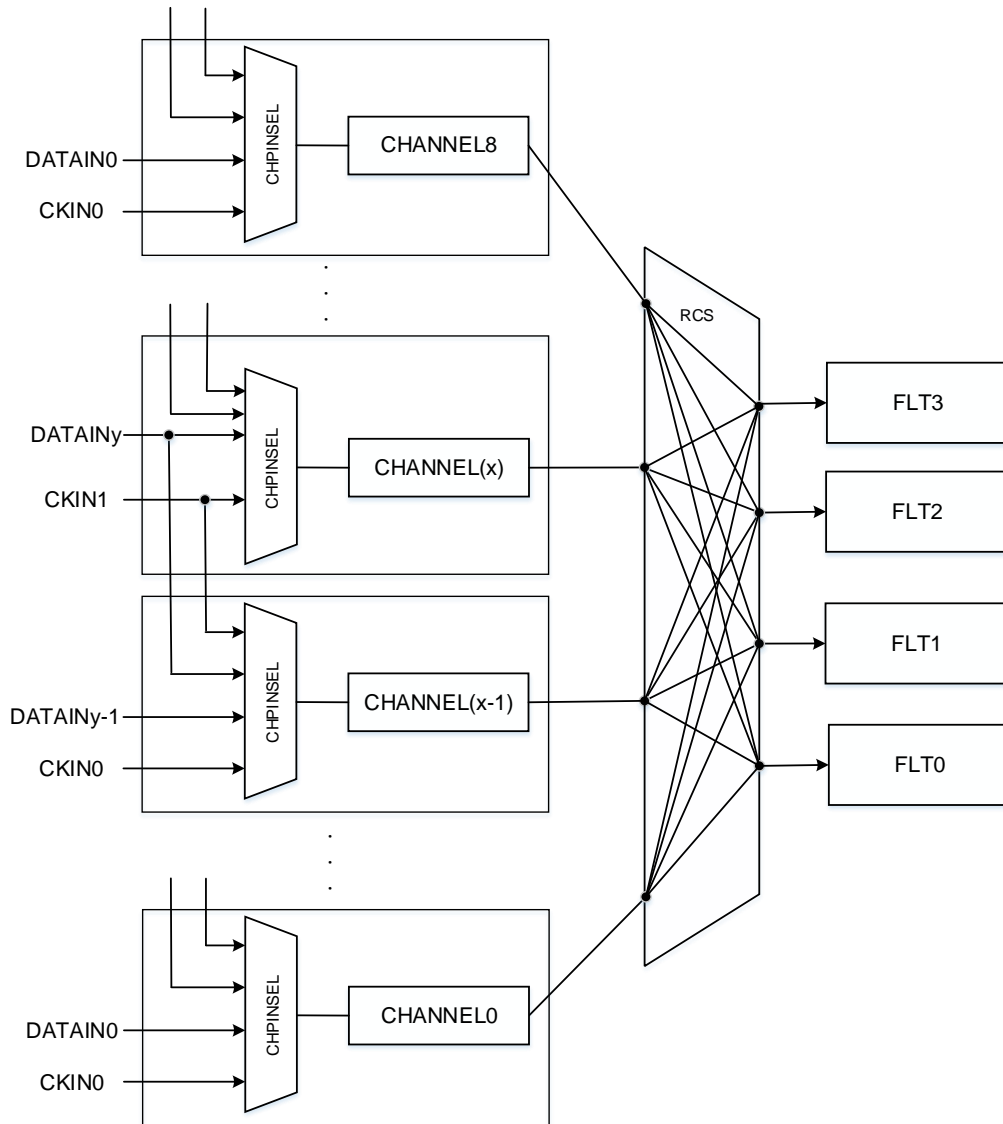 CHPINSEL
CHANNEL8
DATAIN0
CKIN0
RCS
CHPINSEL
DATAINy
CHANNEL(x)
CKIN1
FLT3
FLT2
CHPINSEL
CHANNEL(x-1)
DATAINy-1
CKIN0
FLT1
FLT0
CHPINSEL
CHANNEL0
DATAIN0
CKIN0